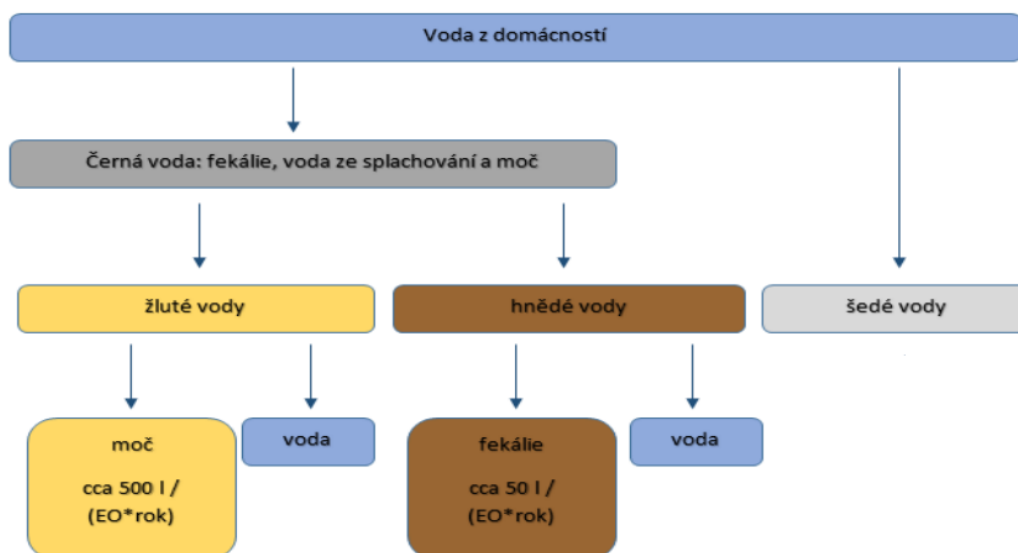 Voda z domácností
Černá voda: fekálie, voda ze splachování a moč
žluté vody
hnědé vody
šedé vody
moč
cca 500 l /
(EO*rok)
voda
fekálie
cca 50 l /
(EO*rok)
voda